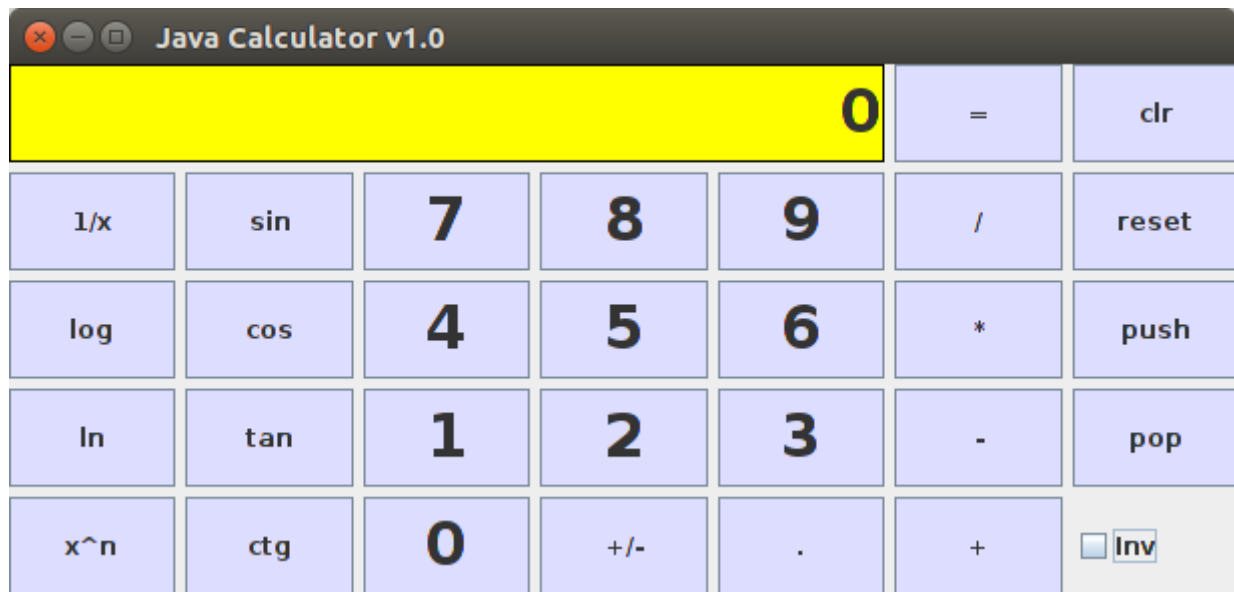 Java Calculator v1.0
0 = clr
1/x sin 7 8 9 / reset
log cos 4 5 6 * push
ln tan 1 2 3 - pop
x^n ctg 0 +/- . + Inv